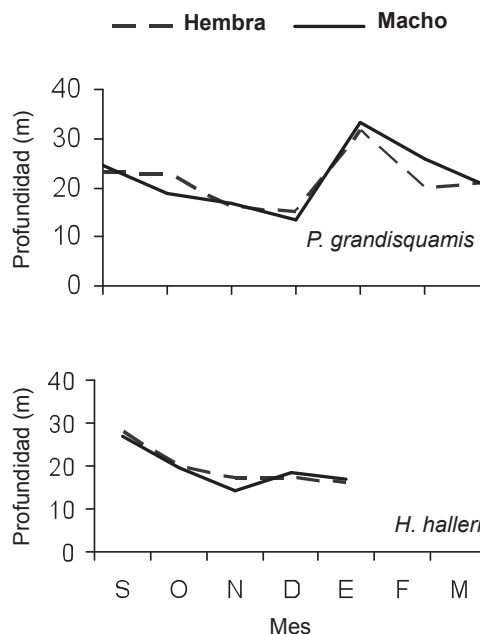 Hembra Macho
Profundidad (m)
40
30
20
10
0
P. grandisquamis
Profundidad (m)
40
30
20
10
0
H. halleri
S O N D E F M
Mes